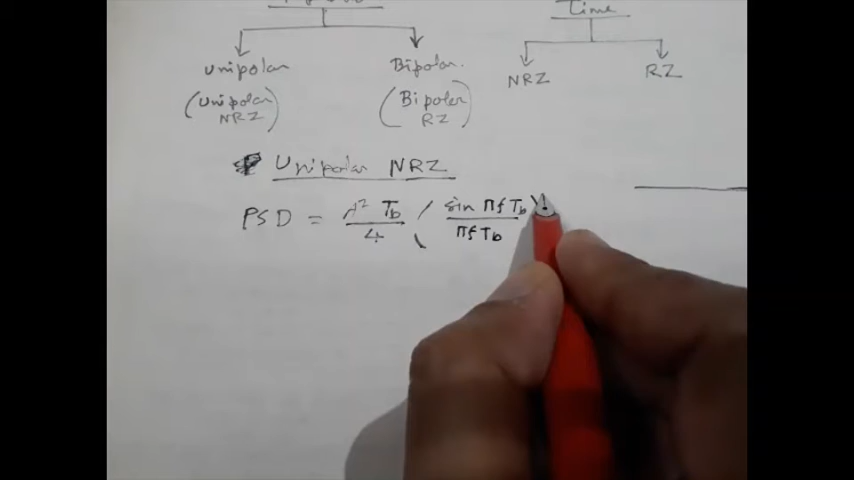 Time
Unipolar Bipolar.
NRZ RZ
(Unipolar NRZ) (Bipolar RZ)
Unipolar NRZ
PSD = A² Tb / 4 ( sin πfTb / πfTb )